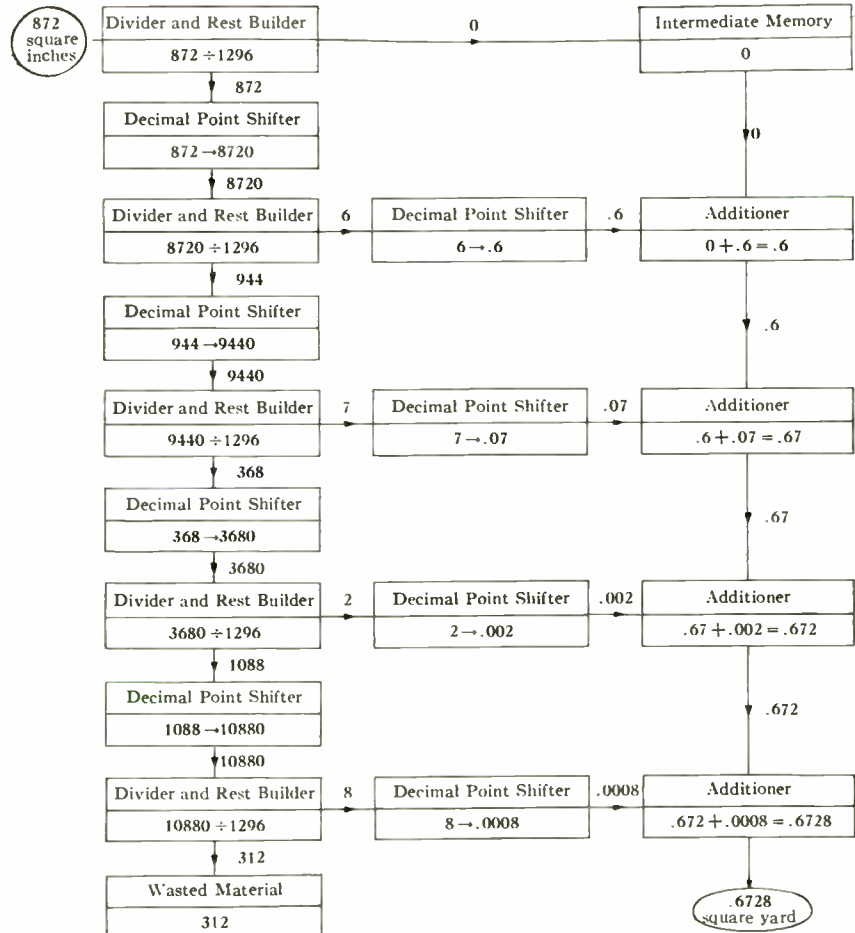 872
square
inches
Divider and Rest Builder
872 ÷ 1296
0
Intermediate Memory
0
872
Decimal Point Shifter
872→8720
0
8720
Divider and Rest Builder
8720 ÷ 1296
6
Decimal Point Shifter
6→.6
.6
Additioner
0 + .6 = .6
944
Decimal Point Shifter
944→9440
.6
9440
Divider and Rest Builder
9440 ÷ 1296
7
Decimal Point Shifter
7→.07
.07
Additioner
.6 + .07 = .67
368
Decimal Point Shifter
368→3680
.67
3680
Divider and Rest Builder
3680 ÷ 1296
2
Decimal Point Shifter
2→.002
.002
Additioner
.67 + .002 = .672
1088
Decimal Point Shifter
1088→10880
.672
10880
Divider and Rest Builder
10880 ÷ 1296
8
Decimal Point Shifter
8→.0008
.0008
Additioner
.672 + .0008 = .6728
312
Wasted Material
312
.6728
square yard